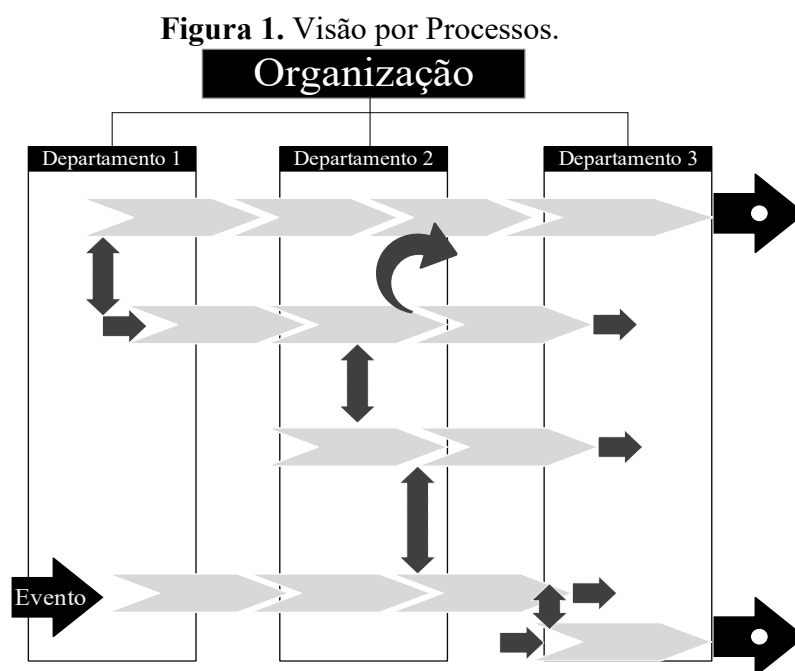 Figura 1. Visão por Processos.
Organização
Departamento 1
Departamento 2
Departamento 3
Evento